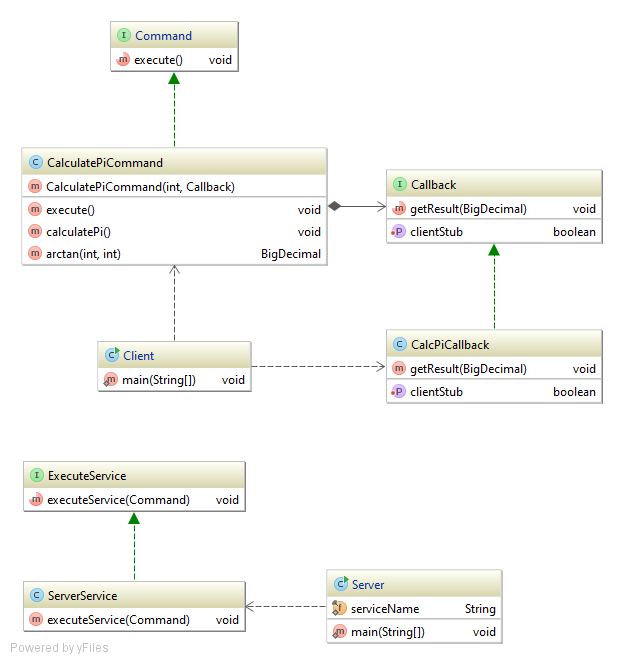 I Command
m execute() void
C CalculatePiCommand
m CalculatePiCommand(int, Callback)
m execute() void
m calculatePi() void
m arctan(int, int) BigDecimal
I Callback
m getResult(BigDecimal) void
P clientStub boolean
C Client
m main(String[]) void
C CalcPiCallback
m getResult(BigDecimal) void
P clientStub boolean
I ExecuteService
m executeService(Command) void
C ServerService
m executeService(Command) void
C Server
f serviceName String
m main(String[]) void
Powered by yFiles